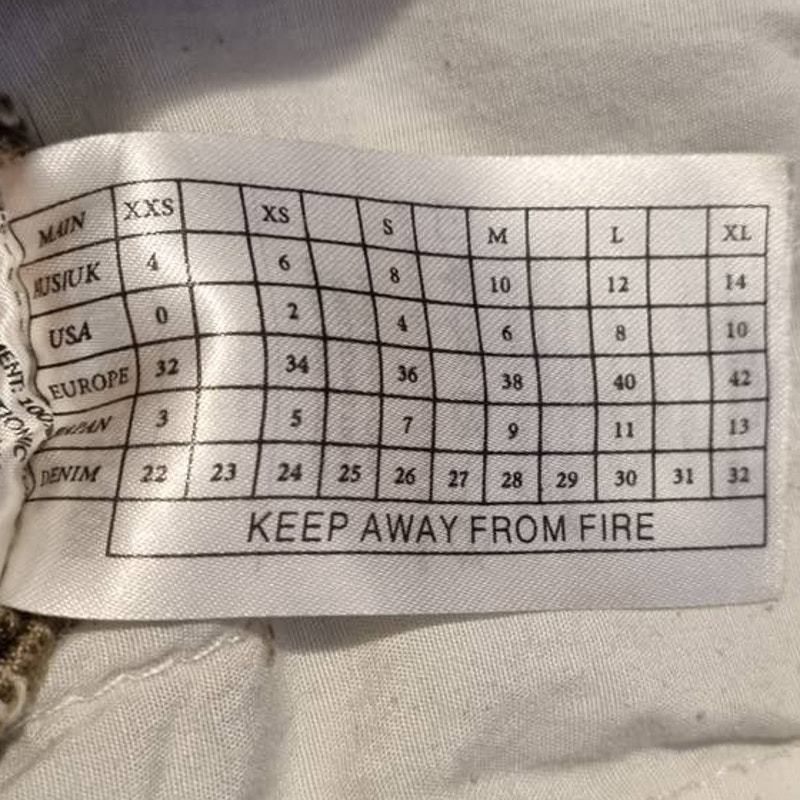 MAIN XXS XS S M L XL
AUS/UK 4 6 8 10 12 14
USA 0 2 4 6 8 10
EUROPE 32 34 36 38 40 42
JAPAN 3 5 7 9 11 13
DENIM 22 23 24 25 26 27 28 29 30 31 32
KEEP AWAY FROM FIRE